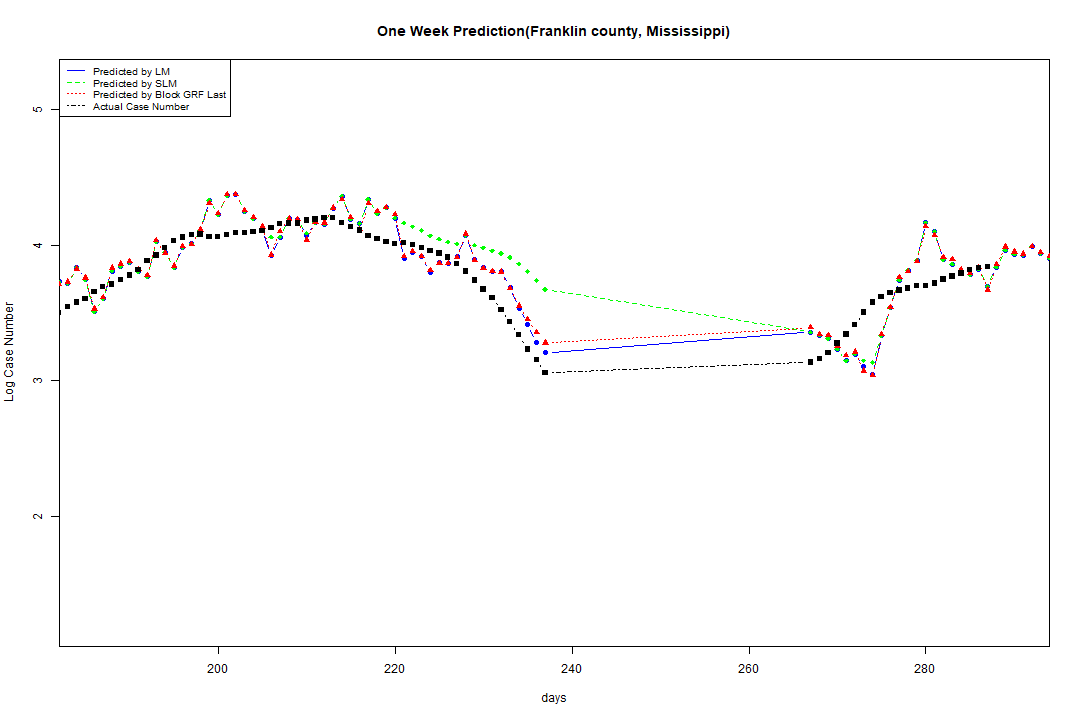 One Week Prediction(Franklin county, Mississippi)
Predicted by LM
Predicted by SLM
Predicted by Block GRF Last
Actual Case Number
5
4
3
2
Log Case Number
200
220
240
260
280
days